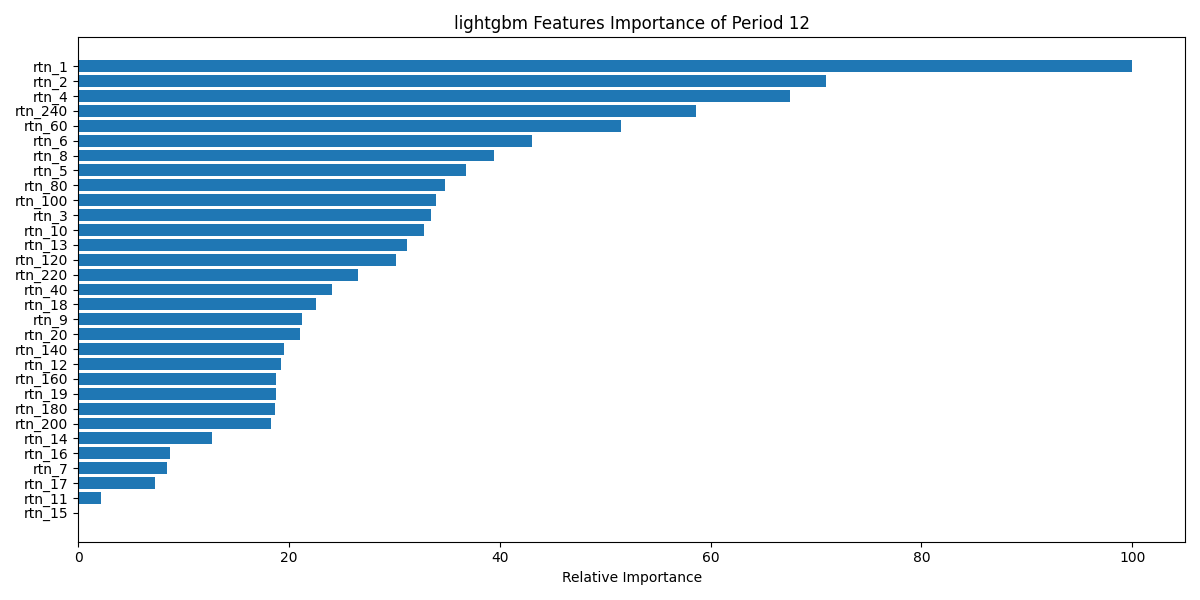 lightgbm Features Importance of Period 12
rtn_1
rtn_2
rtn_4
rtn_240
rtn_60
rtn_6
rtn_8
rtn_5
rtn_80
rtn_100
rtn_3
rtn_10
rtn_13
rtn_120
rtn_220
rtn_40
rtn_18
rtn_9
rtn_20
rtn_140
rtn_12
rtn_160
rtn_19
rtn_180
rtn_200
rtn_14
rtn_16
rtn_7
rtn_17
rtn_11
rtn_15
0 20 40 60 80 100
Relative Importance